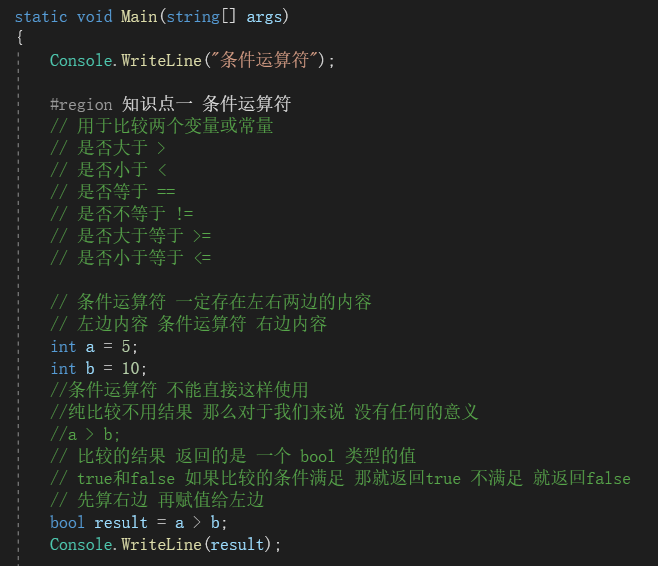 static void Main(string[] args)
{
Console.WriteLine("条件运算符");
#region 知识点一 条件运算符
// 用于比较两个变量或常量
// 是否大于 >
// 是否小于 <
// 是否等于 ==
// 是否不等于 !=
// 是否大于等于 >=
// 是否小于等于 <=
// 条件运算符 一定存在左右两边的内容
// 左边内容 条件运算符 右边内容
int a = 5;
int b = 10;
//条件运算符 不能直接这样使用
//纯比较不用结果 那么对于我们来说 没有任何的意义
//a > b;
// 比较的结果 返回的是 一个 bool 类型的值
// true和false 如果比较的条件满足 那就返回true 不满足 就返回false
// 先算右边 再赋值给左边
bool result = a > b;
Console.WriteLine(result);